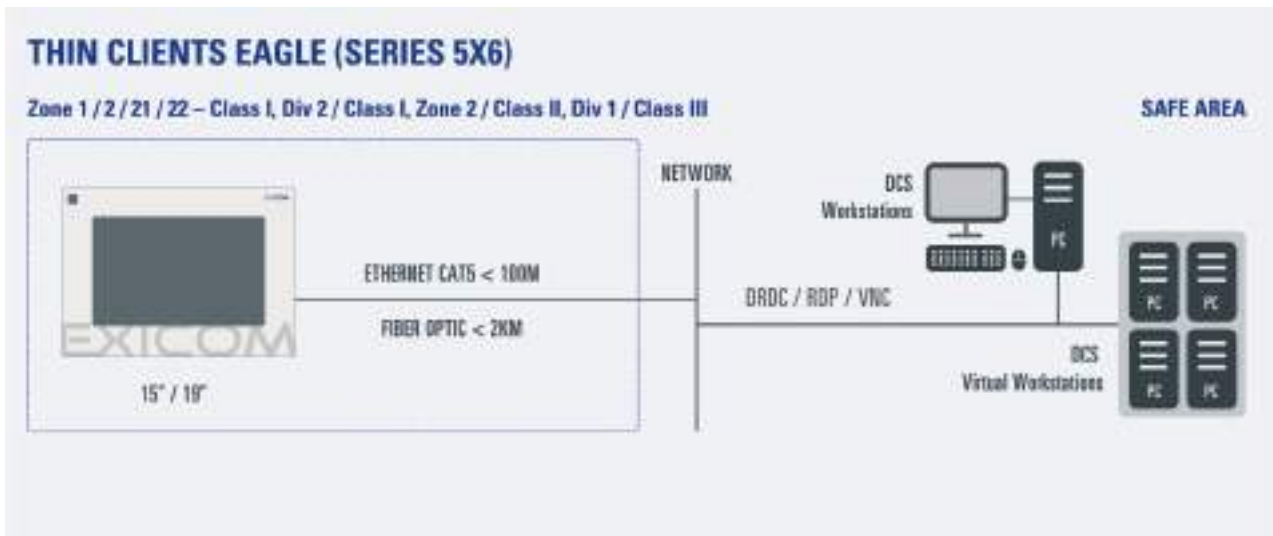 THIN CLIENTS EAGLE (SERIES 5X6)
Zone 1 / 2 / 21 / 22 – Class I, Div 2 / Class I, Zone 2 / Class II, Div 1 / Class III
SAFE AREA
NETWORK
DCS
Workstations
PC
ETHERNET CAT5 < 100M
FIBER OPTIC < 2KM
DRDC / RDP / VNC
EXICOM
15" / 19"
DCS
Virtual Workstations
PC PC
PC PC